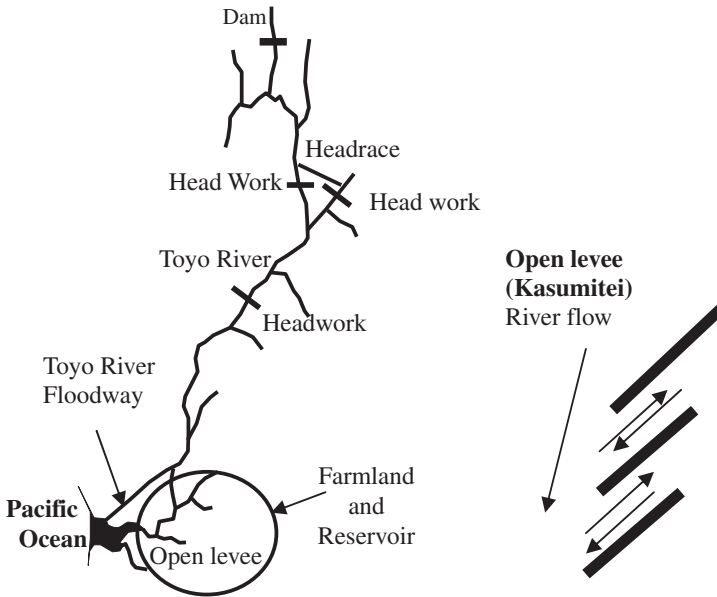 Dam
Headrace
Head Work
Head work
Toyo River
Headwork
Toyo River
Floodway
Farmland
and
Reservoir
Pacific
Ocean
Open levee
Open levee
(Kasumitei)
River flow